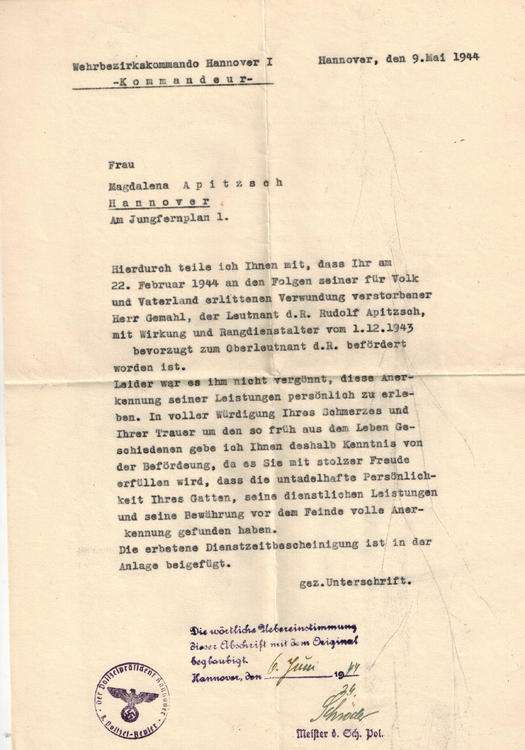 Wehrbezirkskommando Hannover I
-K o m m a n d e u r-
Hannover, den 9.Mai 1944
Frau
Magdalena A p i t z s c h
H a n n o v e r
Am Jungfernplan 1.
Hierdurch teile ich Ihnen mit, dass Ihr am
22. Februar 1944 an den Folgen seiner für Volk
und Vaterland erlittenen Verwundung verstorbener
Herr Gemahl, der Leutnant d.R. Rudolf Apitzsch,
mit Wirkung und Rangdienstalter vom 1.12.1943
bevorzugt zum Oberleutnant d.R. befördert
worden ist.
Leider war es ihm nicht vergönnt, diese Aner-
kennung seiner Leistungen persönlich zu erle-
ben. In voller Würdigung Ihres Schmerzes und
Ihrer Trauer um den so früh aus dem Leben Ge-
schiedenen gebe ich Ihnen deshalb Kenntnis von
der Beförderung, da es Sie mit stolzer Freude
erfüllen wird, dass die untadelhafte Persönlich-
keit Ihres Gatten, seine dienstlichen Leistungen
und seine Bewährung vor dem Feinde volle Aner-
kennung gefunden haben.
Die erbetene Dienstzeitbescheinigung ist in der
Anlage beigefügt.
gez.Unterschrift.
Die wörtliche Uebereinstimmung
dieser Abschrift mit dem Original
beglaubigt
Hannover, den 6. Juni 1944
Der Polizeipräsident Hannover
Polizei-Revier
Meister d. Sch. Pol.